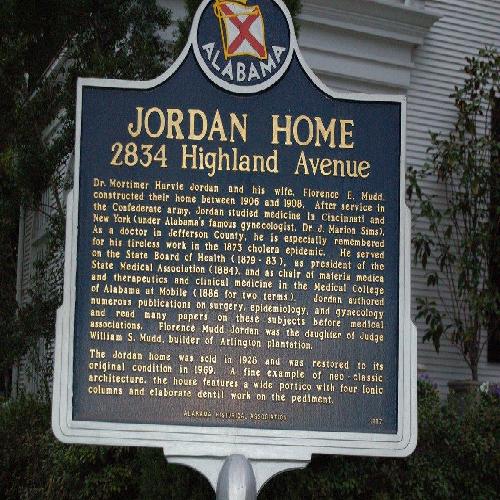 ALABAMA
JORDAN HOME
2834 Highland Avenue
Dr. Mortimer Harvie Jordan and his wife, Florence E. Mudd,
constructed their home between 1906 and 1908. After service in
the Confederate army, Jordan studied medicine in Cincinnati and
New York (under Alabama's famous gynecologist, Dr. J. Marion Sims).
As a doctor in Jefferson County, he is especially remembered
for his tireless work in the 1873 cholera epidemic. He served
on the State Board of Health (1879-83), as president of the
State Medical Association (1884), and as chair of materia medica
and therapeutics and clinical medicine in the Medical College
of Alabama at Mobile (1886 for two terms). Jordan authored
numerous publications on surgery, epidemiology, and gynecology
and read many papers on these subjects before medical
associations. Florence Mudd Jordan was the daughter of Judge
William S. Mudd, builder of Arlington plantation.
The Jordan home was sold in 1928 and was restored to its
original condition in 1969. A fine example of neo-classic
architecture, the house features a wide portico with four Ionic
columns and elaborate dentil work on the pediment.
ALABAMA HISTORICAL ASSOCIATION